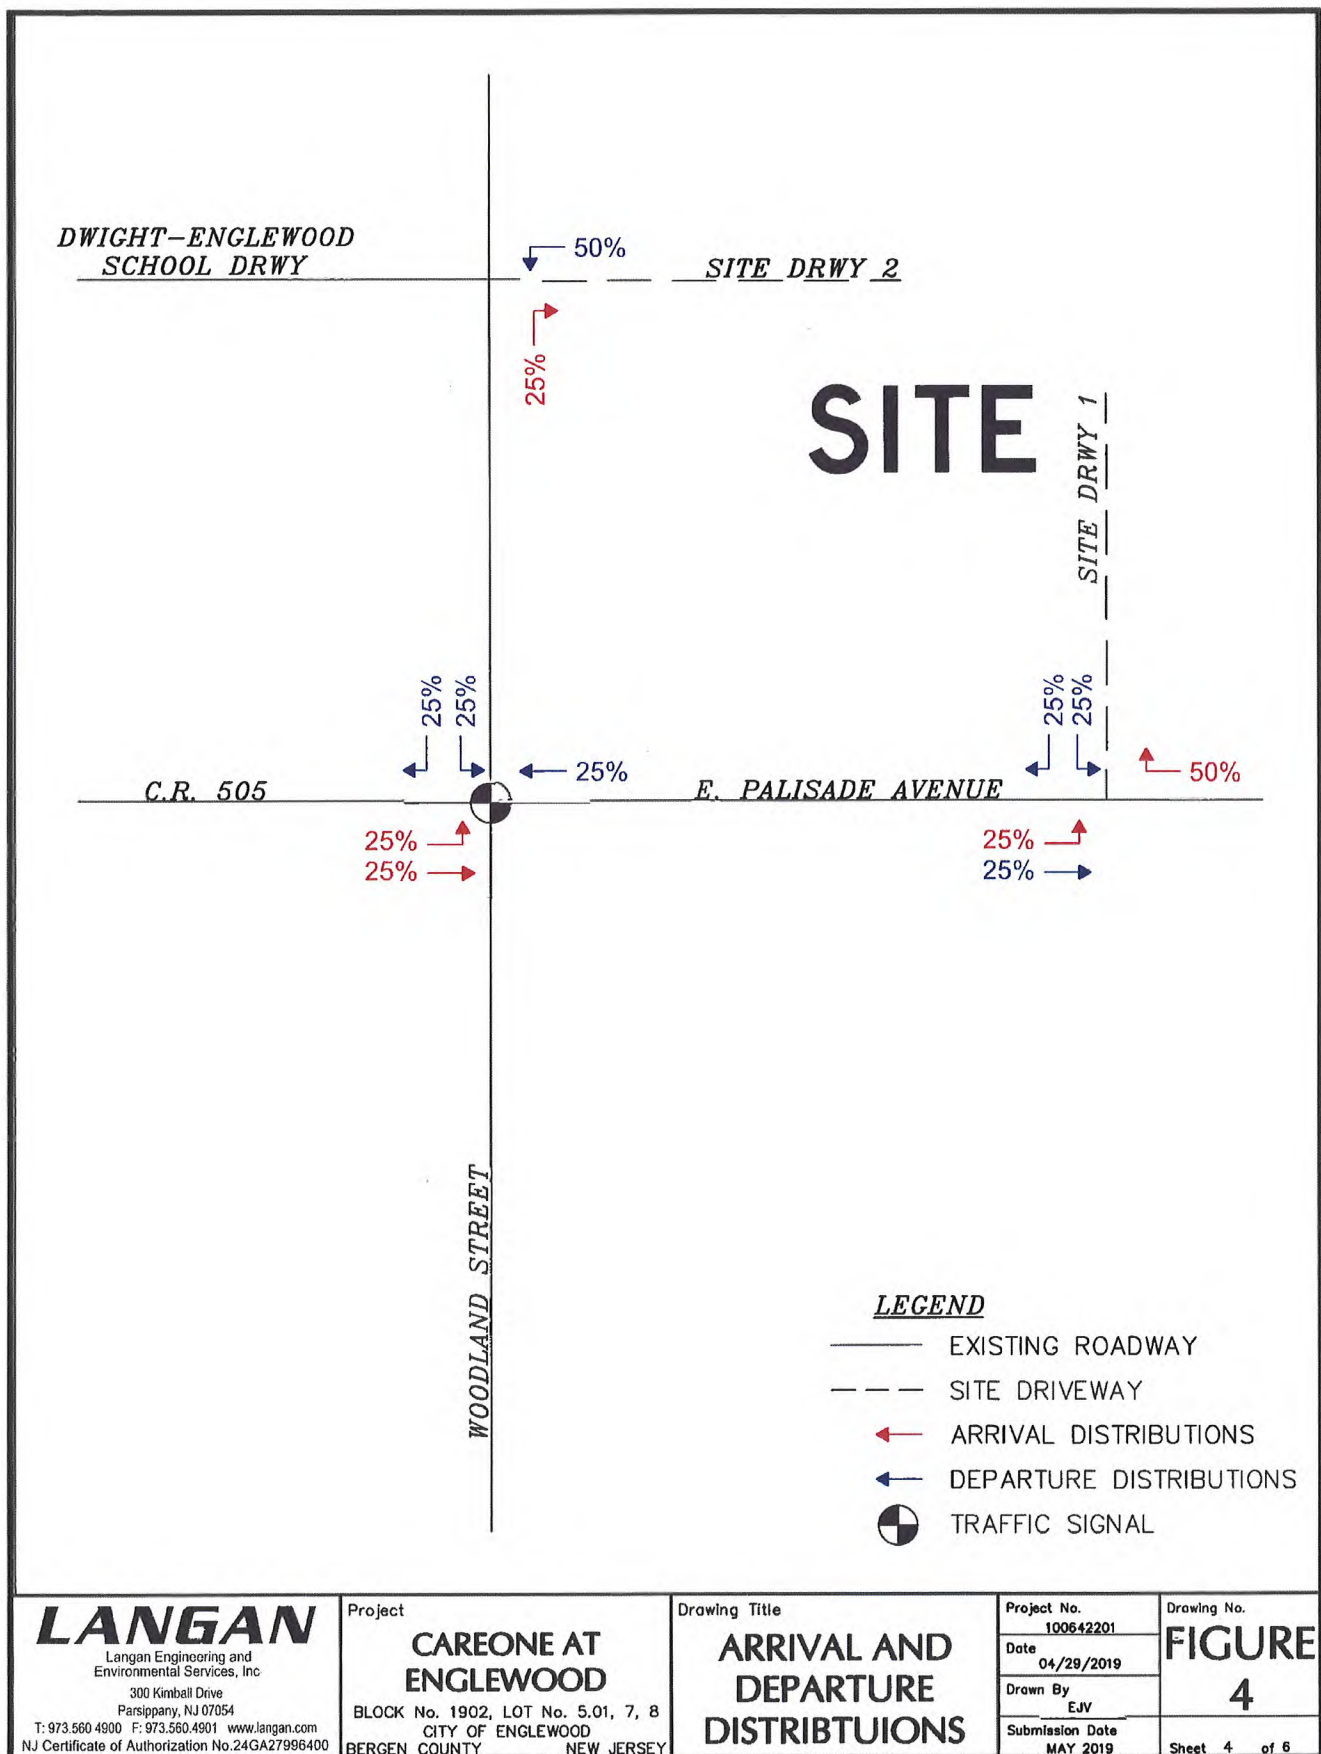 DWIGHT-ENGLEWOOD
SCHOOL DRWY
50%
SITE DRWY 2
25%
SITE
SITE DRWY 1
25%
25%
25%
25%
25%
50%
C.R. 505
E. PALISADE AVENUE
25%
25%
25%
25%
WOODLAND STREET
LEGEND
EXISTING ROADWAY
SITE DRIVEWAY
ARRIVAL DISTRIBUTIONS
DEPARTURE DISTRIBUTIONS
TRAFFIC SIGNAL
LANGAN
Langan Engineering and
Environmental Services, Inc
300 Kimball Drive
Parsippany, NJ 07054
T: 973.560 4900 F: 973.560.4901 www.langan.com
NJ Certificate of Authorization No.24GA27996400
Project
CAREONE AT
ENGLEWOOD
BLOCK No. 1902, LOT No. 5.01, 7, 8
CITY OF ENGLEWOOD
BERGEN COUNTY NEW JERSEY
Drawing Title
ARRIVAL AND
DEPARTURE
DISTRIBTUIONS
Project No.
100642201
Date
04/29/2019
Drawn By
EJV
Submission Date
MAY 2019
Drawing No.
FIGURE
4
Sheet 4 of 6